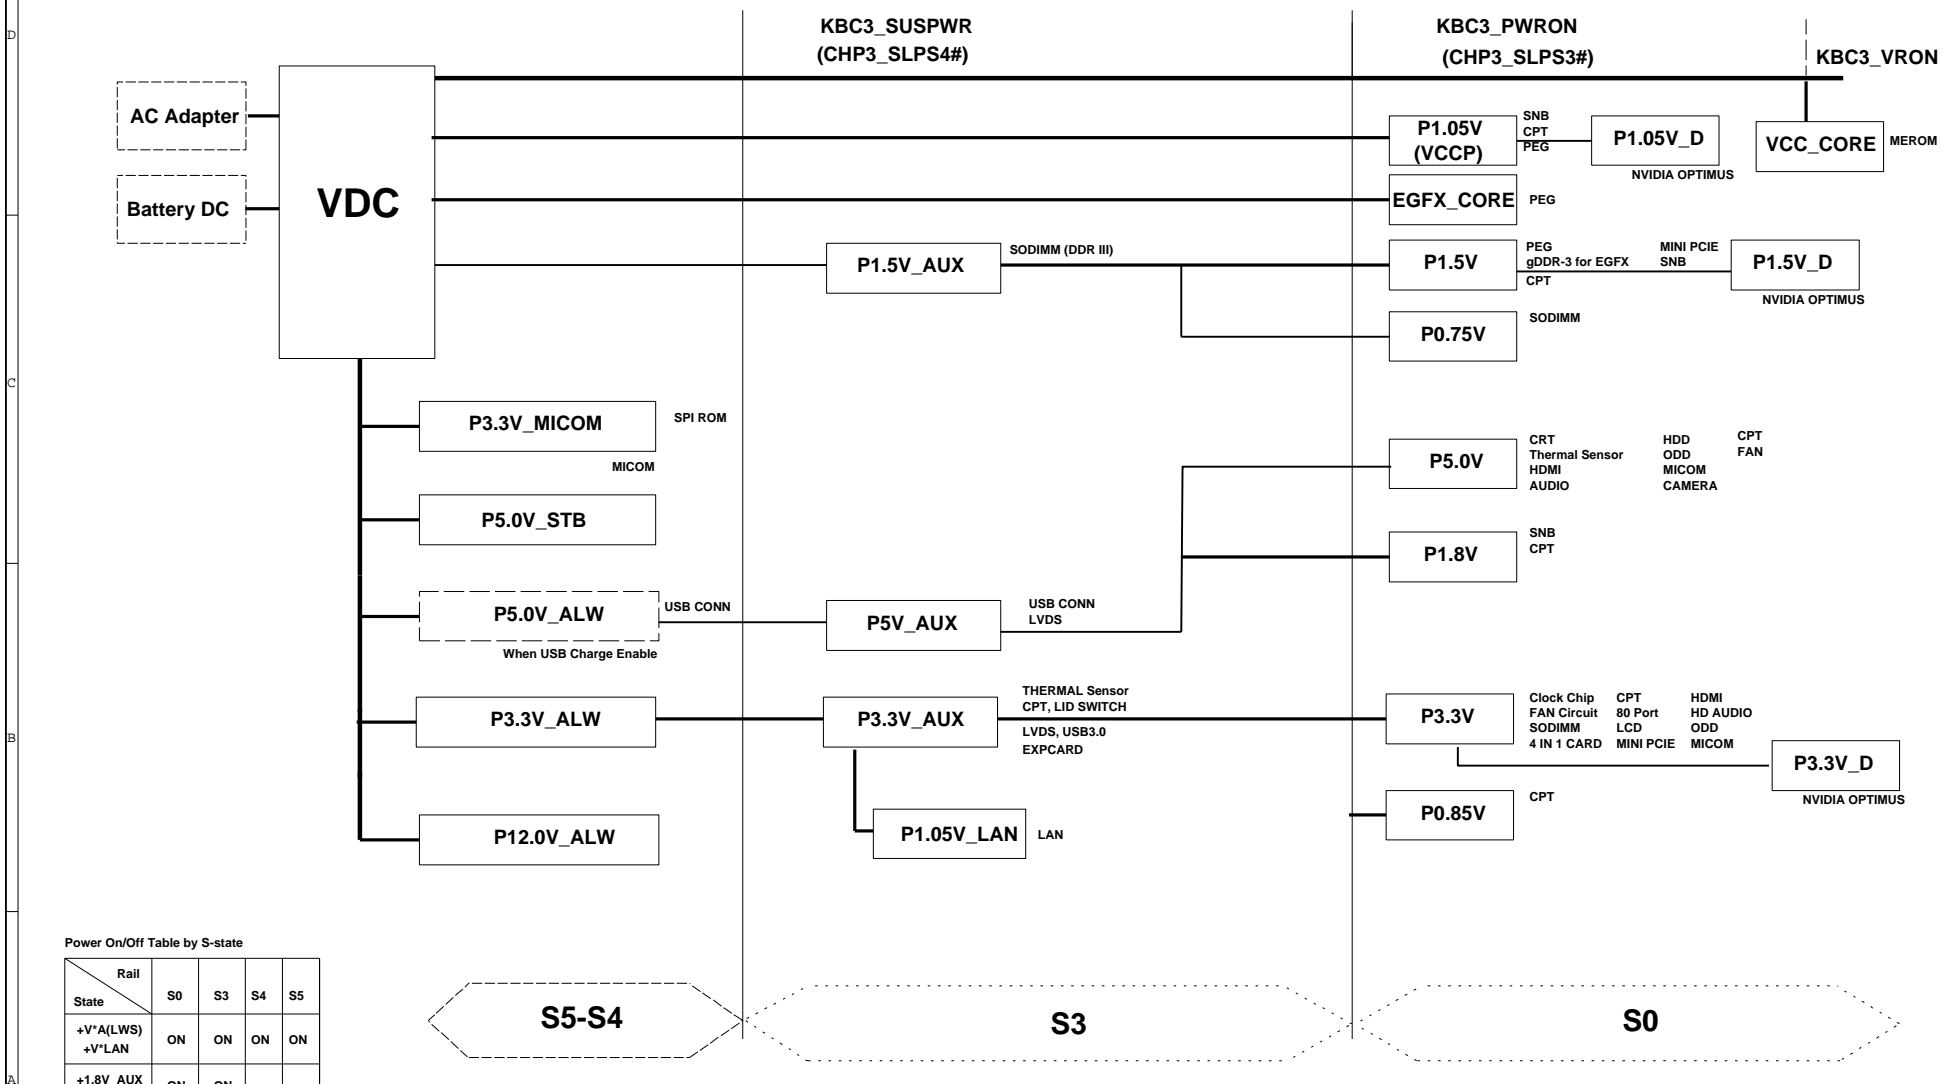 KBC3_SUSPWR
(CHP3_SLPS4#)
KBC3_PWRON
(CHP3_SLPS3#)
KBC3_VRON
D
AC Adapter
Battery DC
VDC
P1.05V
(VCCP)
SNB
CPT
PEG
P1.05V_D
NVIDIA OPTIMUS
VCC_CORE
MEROM
EGFX_CORE
PEG
P1.5V_AUX
SODIMM (DDR III)
P1.5V
PEG
gDDR-3 for EGFX
CPT
MINI PCIE
SNB
P1.5V_D
NVIDIA OPTIMUS
P0.75V
SODIMM
C
P3.3V_MICOM
SPI ROM
MICOM
P5.0V
CRT
Thermal Sensor
HDMI
AUDIO
HDD
ODD
MICOM
CAMERA
CPT
FAN
P5.0V_STB
P1.8V
SNB
CPT
P5.0V_ALW
USB CONN
When USB Charge Enable
P5V_AUX
USB CONN
LVDS
P3.3V_ALW
P3.3V_AUX
THERMAL Sensor
CPT, LID SWITCH
LVDS, USB3.0
EXPCARD
P3.3V
Clock Chip
FAN Circuit
SODIMM
4 IN 1 CARD
CPT
80 Port
LCD
MINI PCIE
HDMI
HD AUDIO
ODD
MICOM
P3.3V_D
NVIDIA OPTIMUS
B
P12.0V_ALW
P1.05V_LAN
LAN
P0.85V
CPT
Power On/Off Table by S-state
Rail
State
S0 S3 S4 S5
+V*A(LWS)
+V*LAN
ON ON ON ON
+1.8V_AUX
ON ON
S5-S4
S3
S0
A